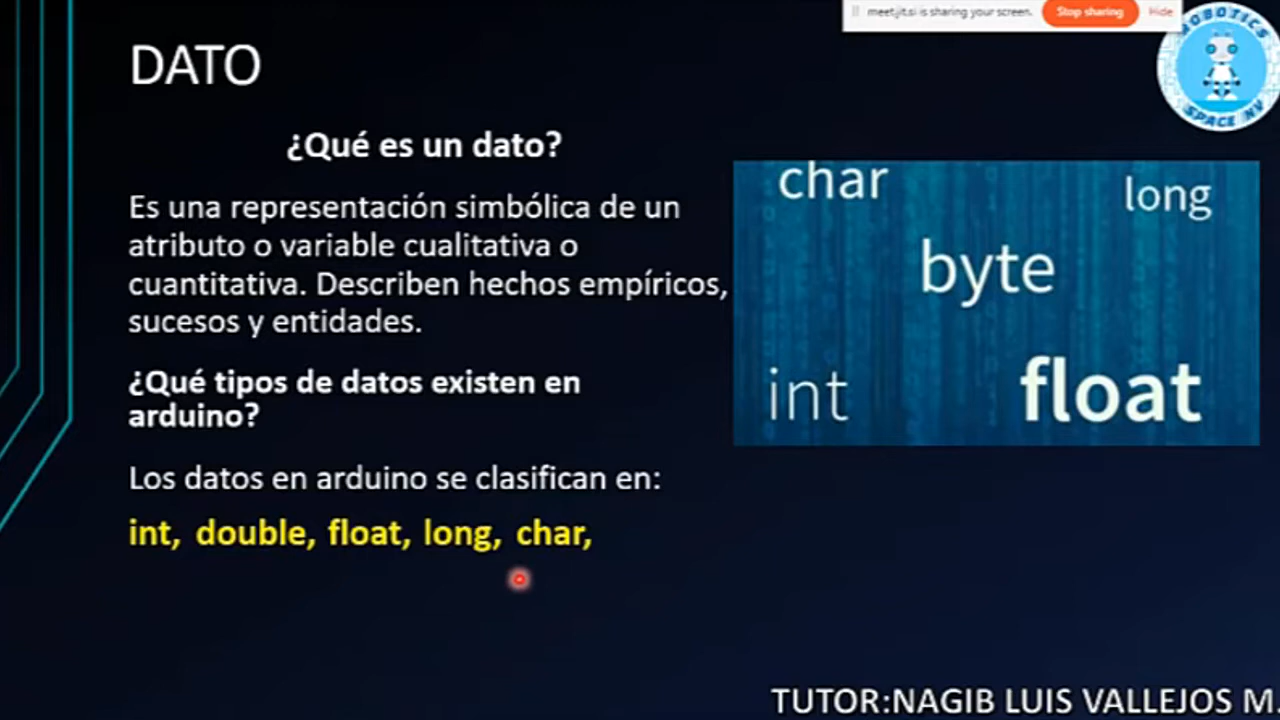 meet.jit.si is sharing your screen. Stop sharing Hide
ROBOTICS
SPACE NV
DATO
¿Qué es un dato?
Es una representación simbólica de un
atributo o variable cualitativa o
cuantitativa. Describen hechos empíricos,
sucesos y entidades.
¿Qué tipos de datos existen en
arduino?
Los datos en arduino se clasifican en:
int, double, float, long, char,
char
long
byte
int
float
TUTOR:NAGIB LUIS VALLEJOS M.